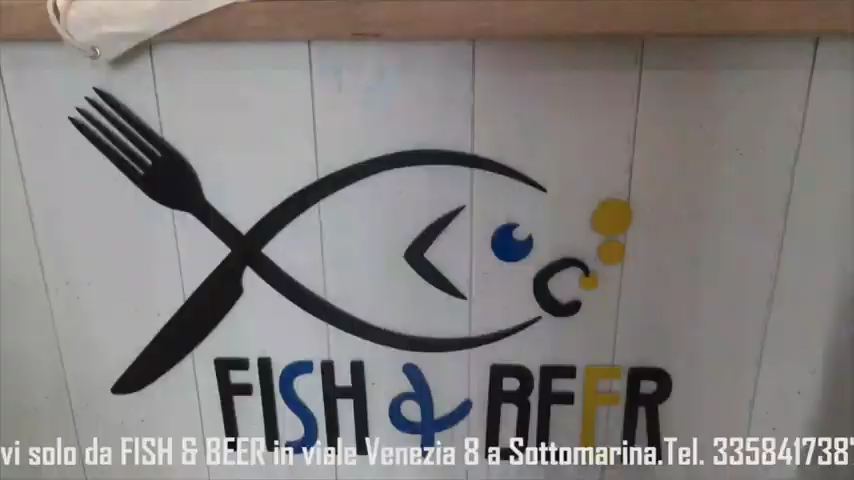 FISH & BEER
vi solo da FISH & BEER in viale Venezia 8 a Sottomarina.Tel. 335841738